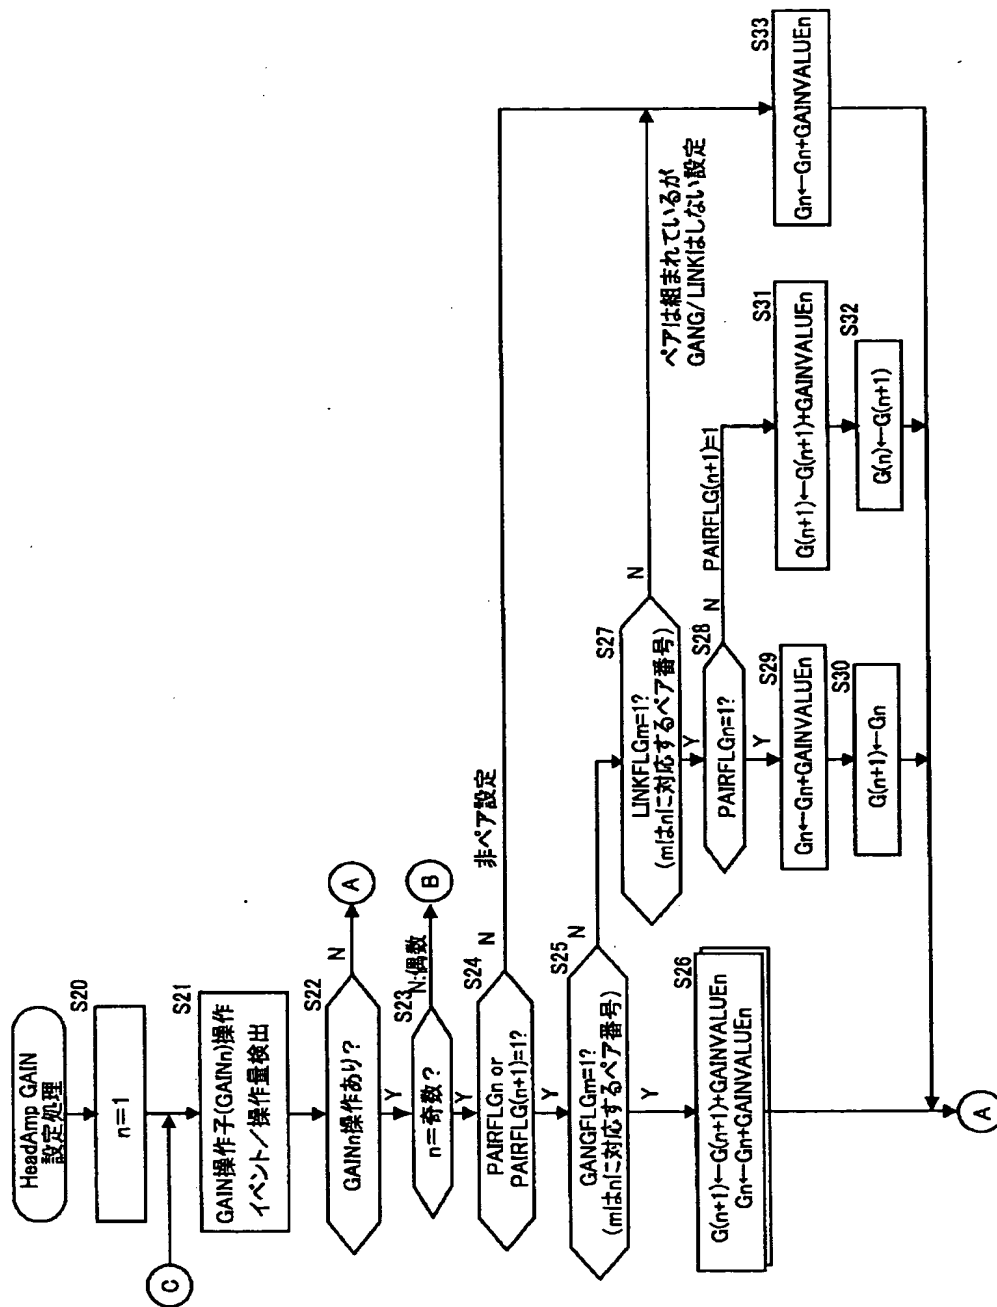 HeadAmp GAIN
設定処理
S20
n=1
C
S21
GAIN操作子(GAINn)操作
イベント/操作量検出
S22
GAINn操作あり?
N
A
Y
S23
n=奇数?
N:偶数
B
Y
S24
PAIRFLGn or
PAIRFLG(n+1)=1?
N
非ペア設定
Y
S25
GANGFLGm=1?
(mはnに対応するペア番号)
N
Y
S26
G(n+1)←G(n+1)+GAINVALUEn
Gn←Gn+GAINVALUEn
S27
LINKFLGm=1?
(mはnに対応するペア番号)
N
ペアは組まれているが
GANG/LINKはしない設定
Y
S28
PAIRFLGn=1?
N
PAIRFLG(n+1)=1
Y
S29
Gn←Gn+GAINVALUEn
S30
G(n+1)←Gn
S31
G(n+1)←G(n+1)+GAINVALUEn
S32
G(n)←G(n+1)
S33
Gn←Gn+GAINVALUEn
A